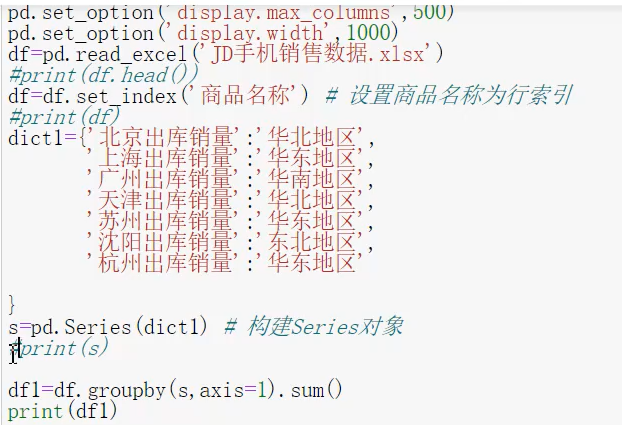 pd.set_option('display.max_columns',500)
pd.set_option('display.width',1000)
df=pd.read_excel('JD手机销售数据.xlsx')
#print(df.head())
df=df.set_index('商品名称') # 设置商品名称为行索引
#print(df)
dict1={'北京出库销量':'华北地区',
'上海出库销量':'华东地区',
'广州出库销量':'华南地区',
'天津出库销量':'华北地区',
'苏州出库销量':'华东地区',
'沈阳出库销量':'东北地区',
'杭州出库销量':'华东地区'
}
s=pd.Series(dict1) # 构建Series对象
#print(s)
df1=df.groupby(s,axis=1).sum()
print(df1)